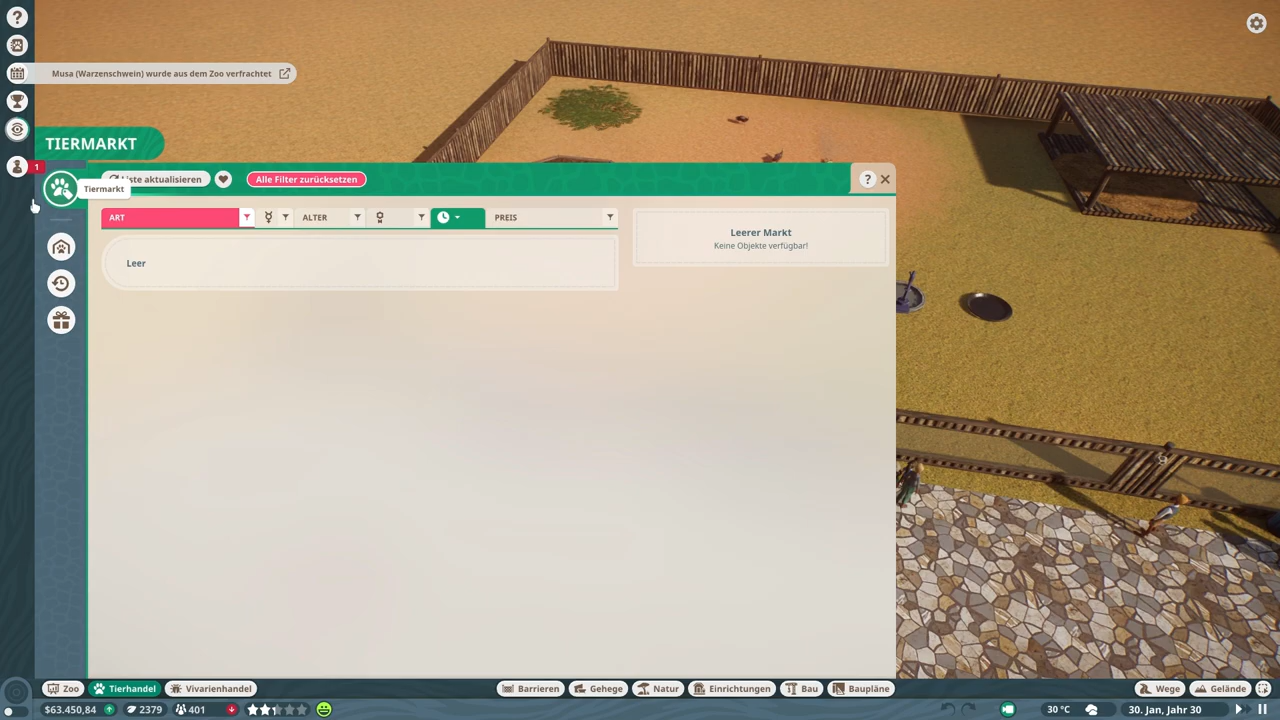 Musa (Warzenschwein) wurde aus dem Zoo verfrachtet
TIERMARKT
1
Liste aktualisieren
Alle Filter zurücksetzen
?
Tiermarkt
ART
ALTER
PREIS
Leer
Leerer Markt
Keine Objekte verfügbar!
Zoo
Tierhandel
Vivarienhandel
Barrieren
Gehege
Natur
Einrichtungen
Bau
Baupläne
Wege
Gelände
$63.450,84
2379
401
30 °C
30. Jan, Jahr 30